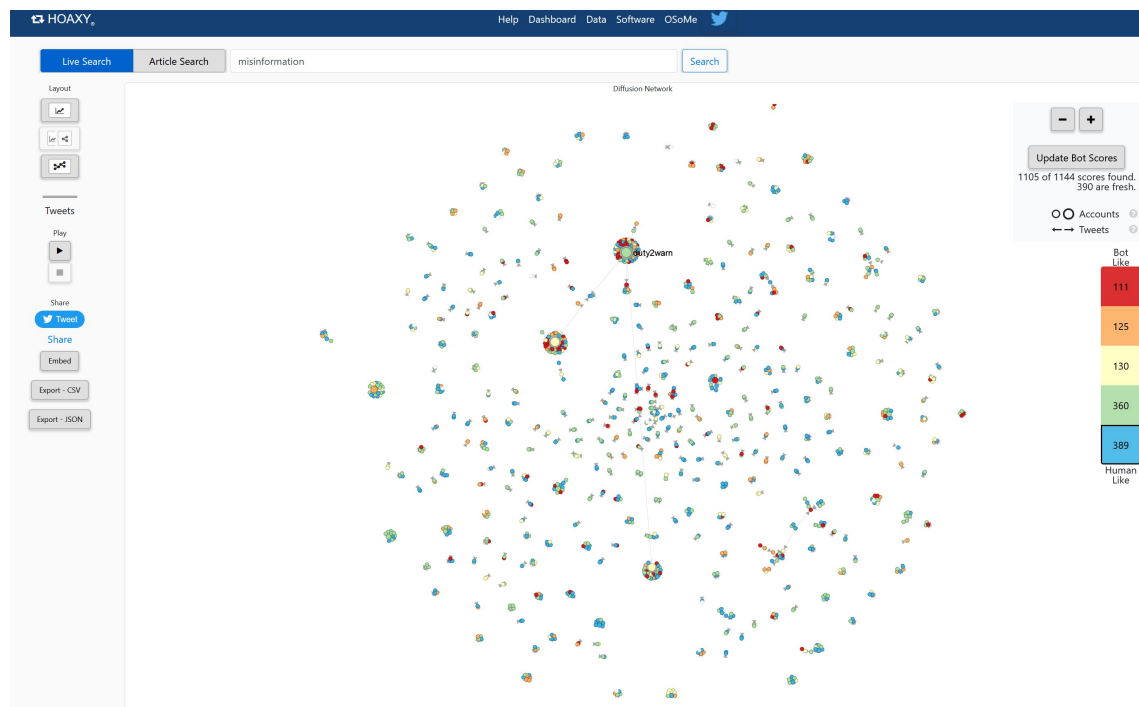 HOAXY®
Help Dashboard Data Software OSoMe
Live Search Article Search misinformation Search
Layout
Diffusion Network
− +
Update Bot Scores
1105 of 1144 scores found.
390 are fresh.
Accounts ?
←→ Tweets ?
Tweets
Play
Share
Tweet
Share
Embed
Export - CSV
Export - JSON
duty2warn
Bot
Like
111
125
130
360
389
Human
Like